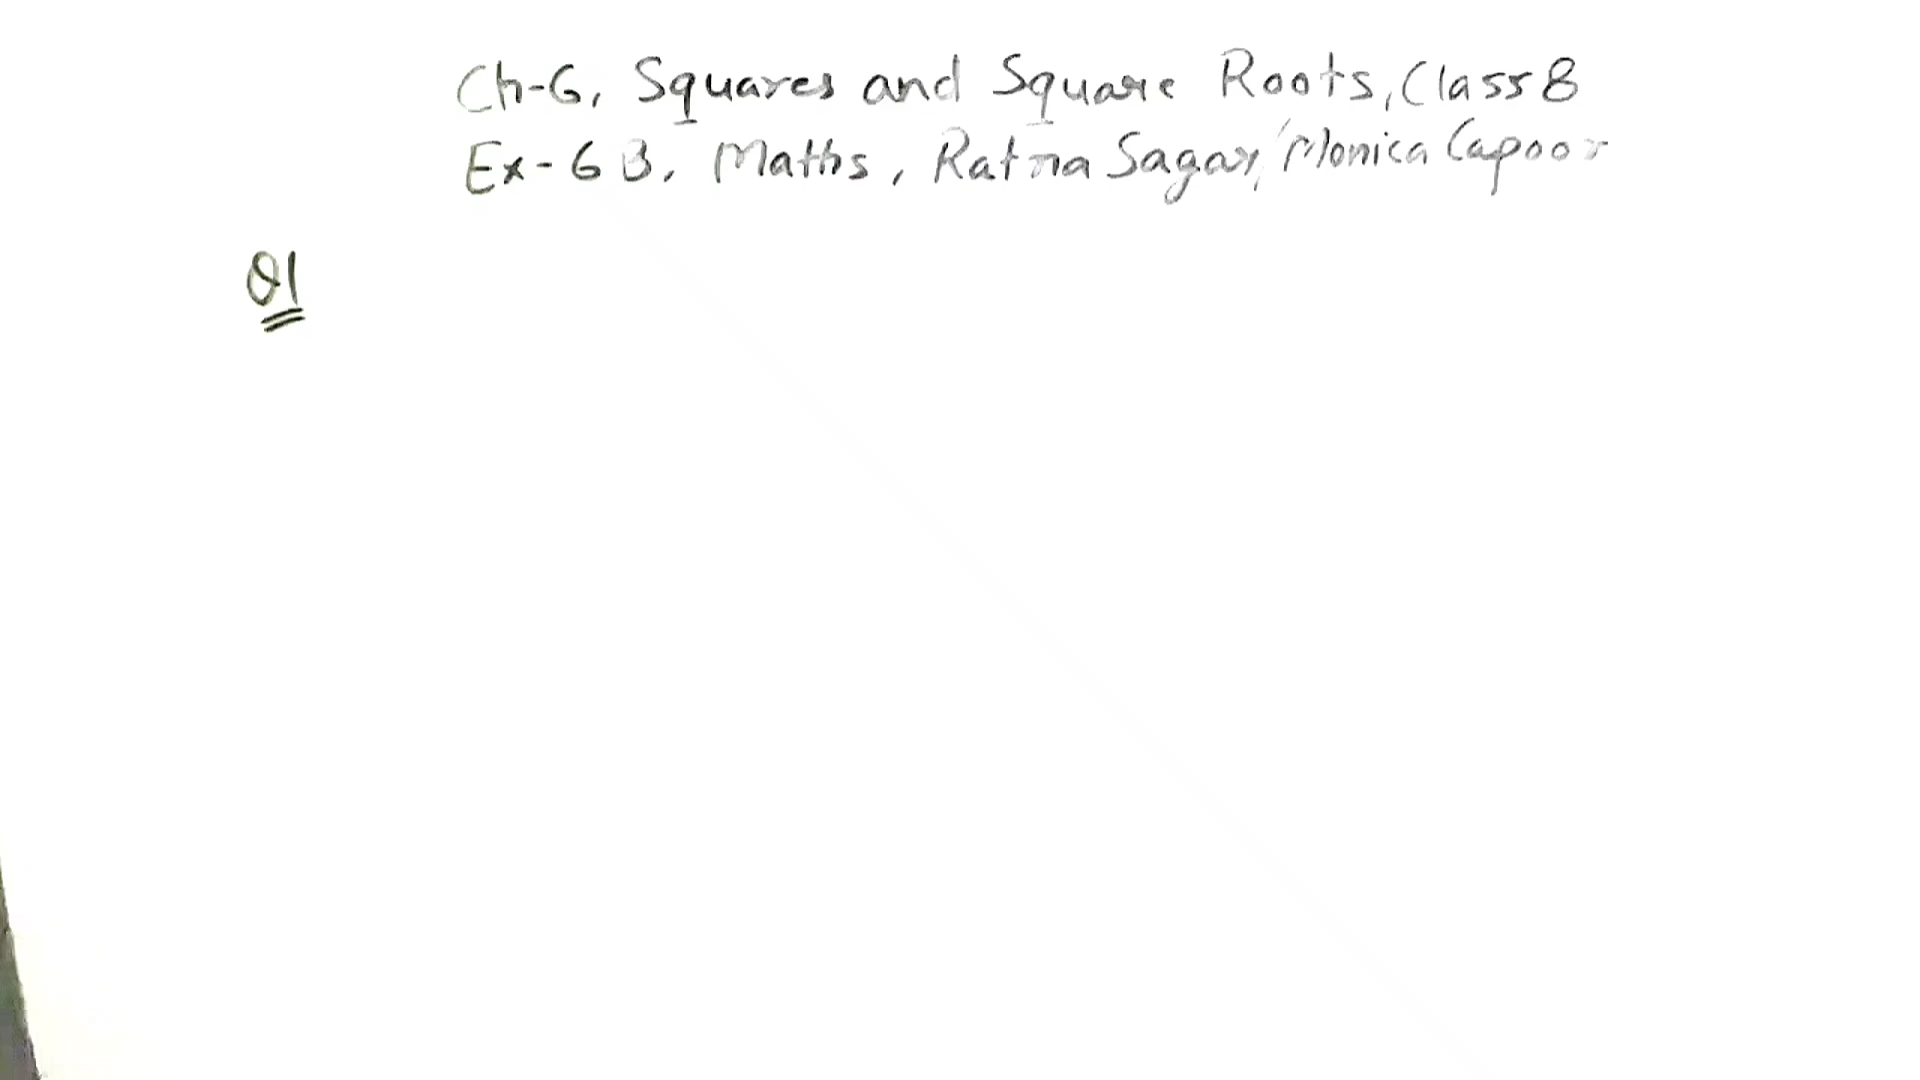 Ch-6, Squares and Square Roots, Class 8
Ex-6B, Maths, Ratna Sagar, Monica Capoor
Q1